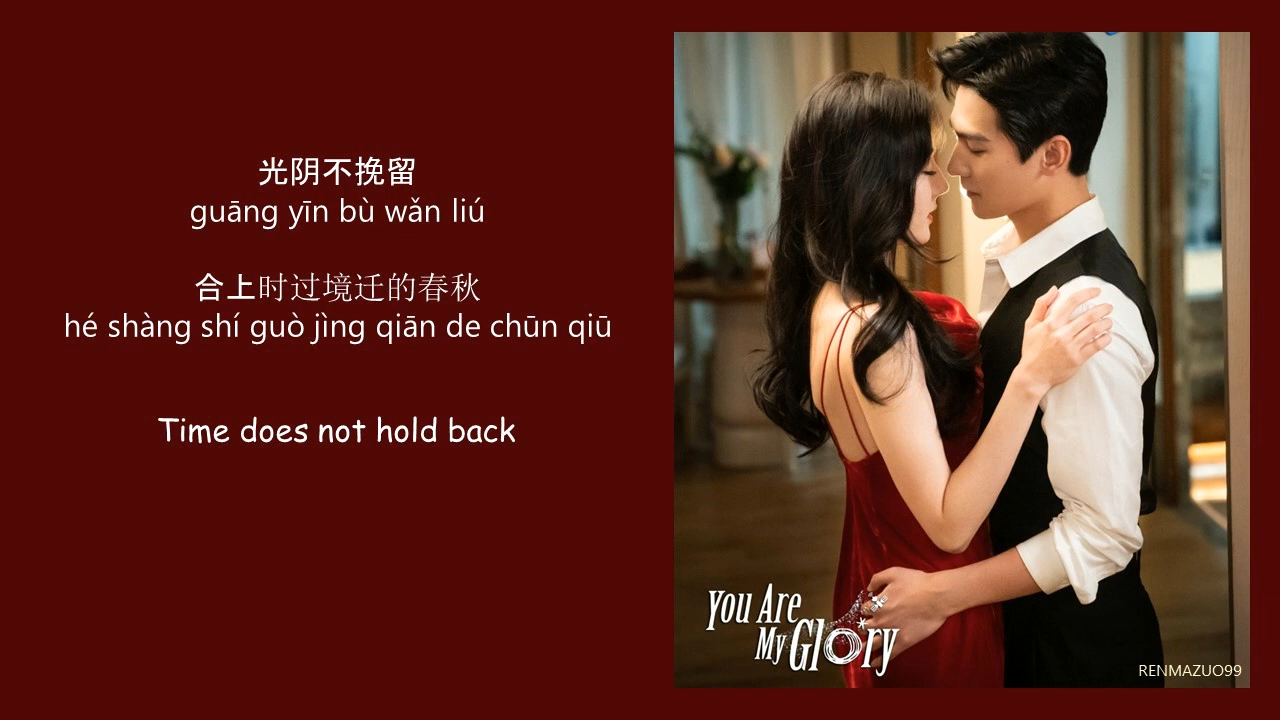 光阴不挽留
guāng yīn bù wǎn liú
合上时过境迁的春秋
hé shàng shí guò jìng qiān de chūn qiū
Time does not hold back
You Are
My Glory
RENMAZUO99